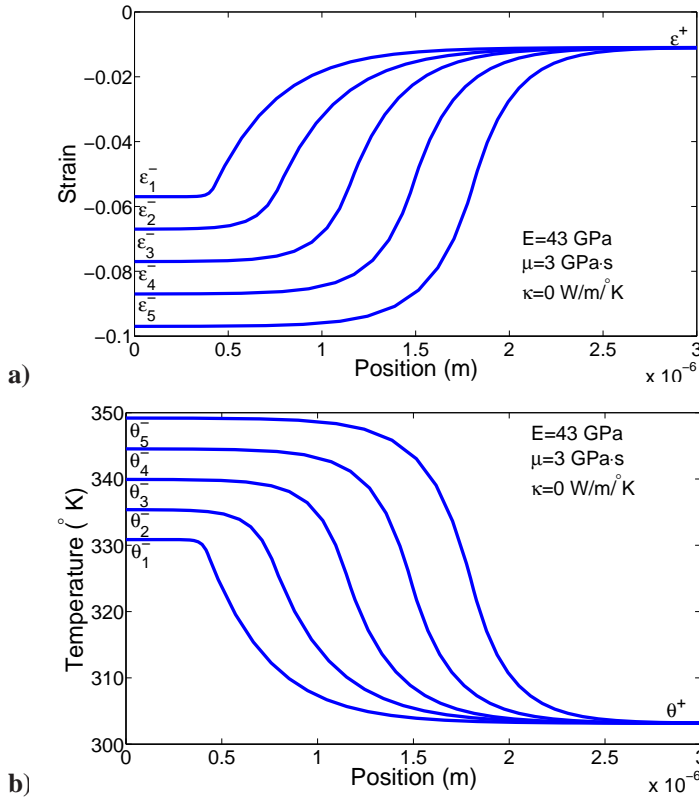 0
ε⁺
−0.02
−0.04
Strain
ε₁⁻
−0.06
ε₂⁻
ε₃⁻
E=43 GPa
−0.08
ε₄⁻
μ=3 GPa·s
ε₅⁻
κ=0 W/m/°K
−0.1
0 0.5 1 1.5 2 2.5 3
a) Position (m) x 10⁻⁶
350
θ₅⁻
E=43 GPa
θ₄⁻
μ=3 GPa·s
340
θ₃⁻
κ=0 W/m/°K
θ₂⁻
330
θ₁⁻
Temperature (° K)
320
310
θ⁺
300
0 0.5 1 1.5 2 2.5 3
b) Position (m) x 10⁻⁶